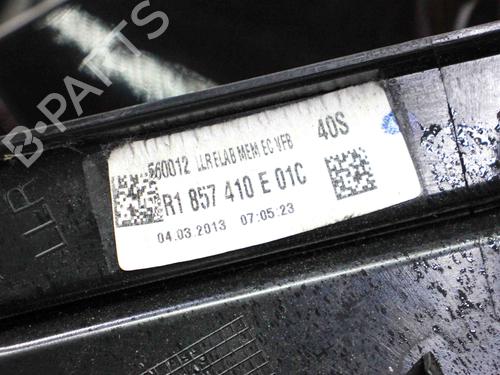 B-PARTS
560012 LLR ELAB MEM EC VFB 40S
R1 857 410 E 01C
04.03.2013 07:05:23
LLR